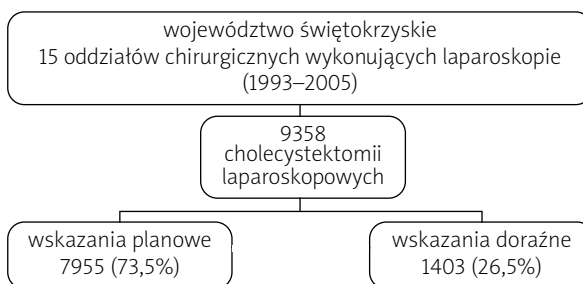 województwo świętokrzyskie
15 oddziałów chirurgicznych wykonujących laparoskopie
(1993–2005)
9358
cholecystektomii
laparoskopowych
wskazania planowe
7955 (73,5%)
wskazania doraźne
1403 (26,5%)